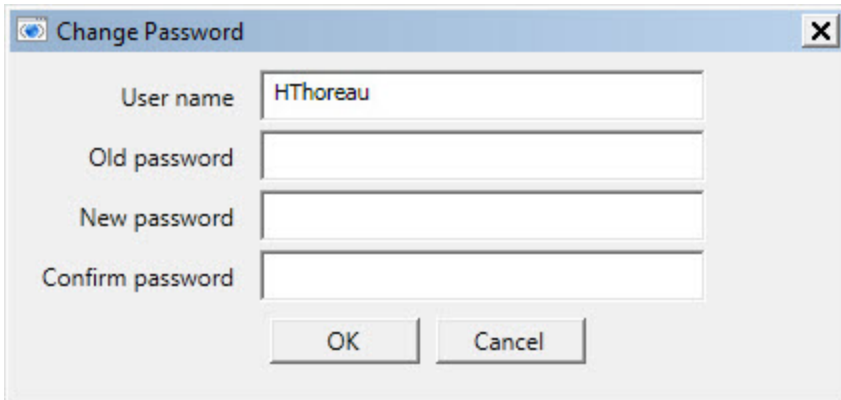 Change Password
User name HThoreau
Old password
New password
Confirm password
OK Cancel